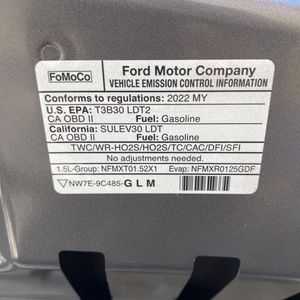 FoMoCo
Ford Motor Company
VEHICLE EMISSION CONTROL INFORMATION
Conforms to regulations: 2022 MY
U.S. EPA: T3B30 LDT2
CA OBD II Fuel: Gasoline
California: SULEV30 LDT
CA OBD II Fuel: Gasoline
TWC/WR-HO2S/HO2S/TC/CAC/DFI/SFI
No adjustments needed.
1.5L-Group: NFMXT01.52X1 Evap: NFMXR0125GDF
NW7E-9C485-GLM